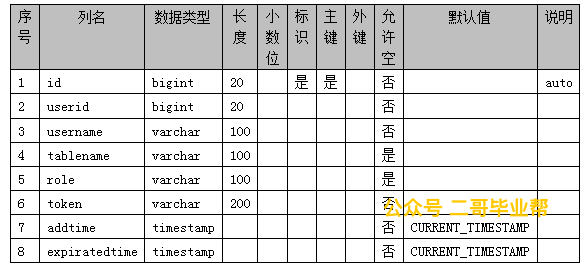 序号 列名 数据类型 长度 小数位 标识 主键 外键 允许空 默认值 说明
1 id bigint 20 是 是 否 auto
2 userid bigint 20 否
3 username varchar 100 否
4 tablename varchar 100 是
5 role varchar 100 是
6 token varchar 200 否
公众号 二哥毕业帮
7 addtime timestamp 否 CURRENT_TIMESTAMP
8 expiratedtime timestamp 否 CURRENT_TIMESTAMP